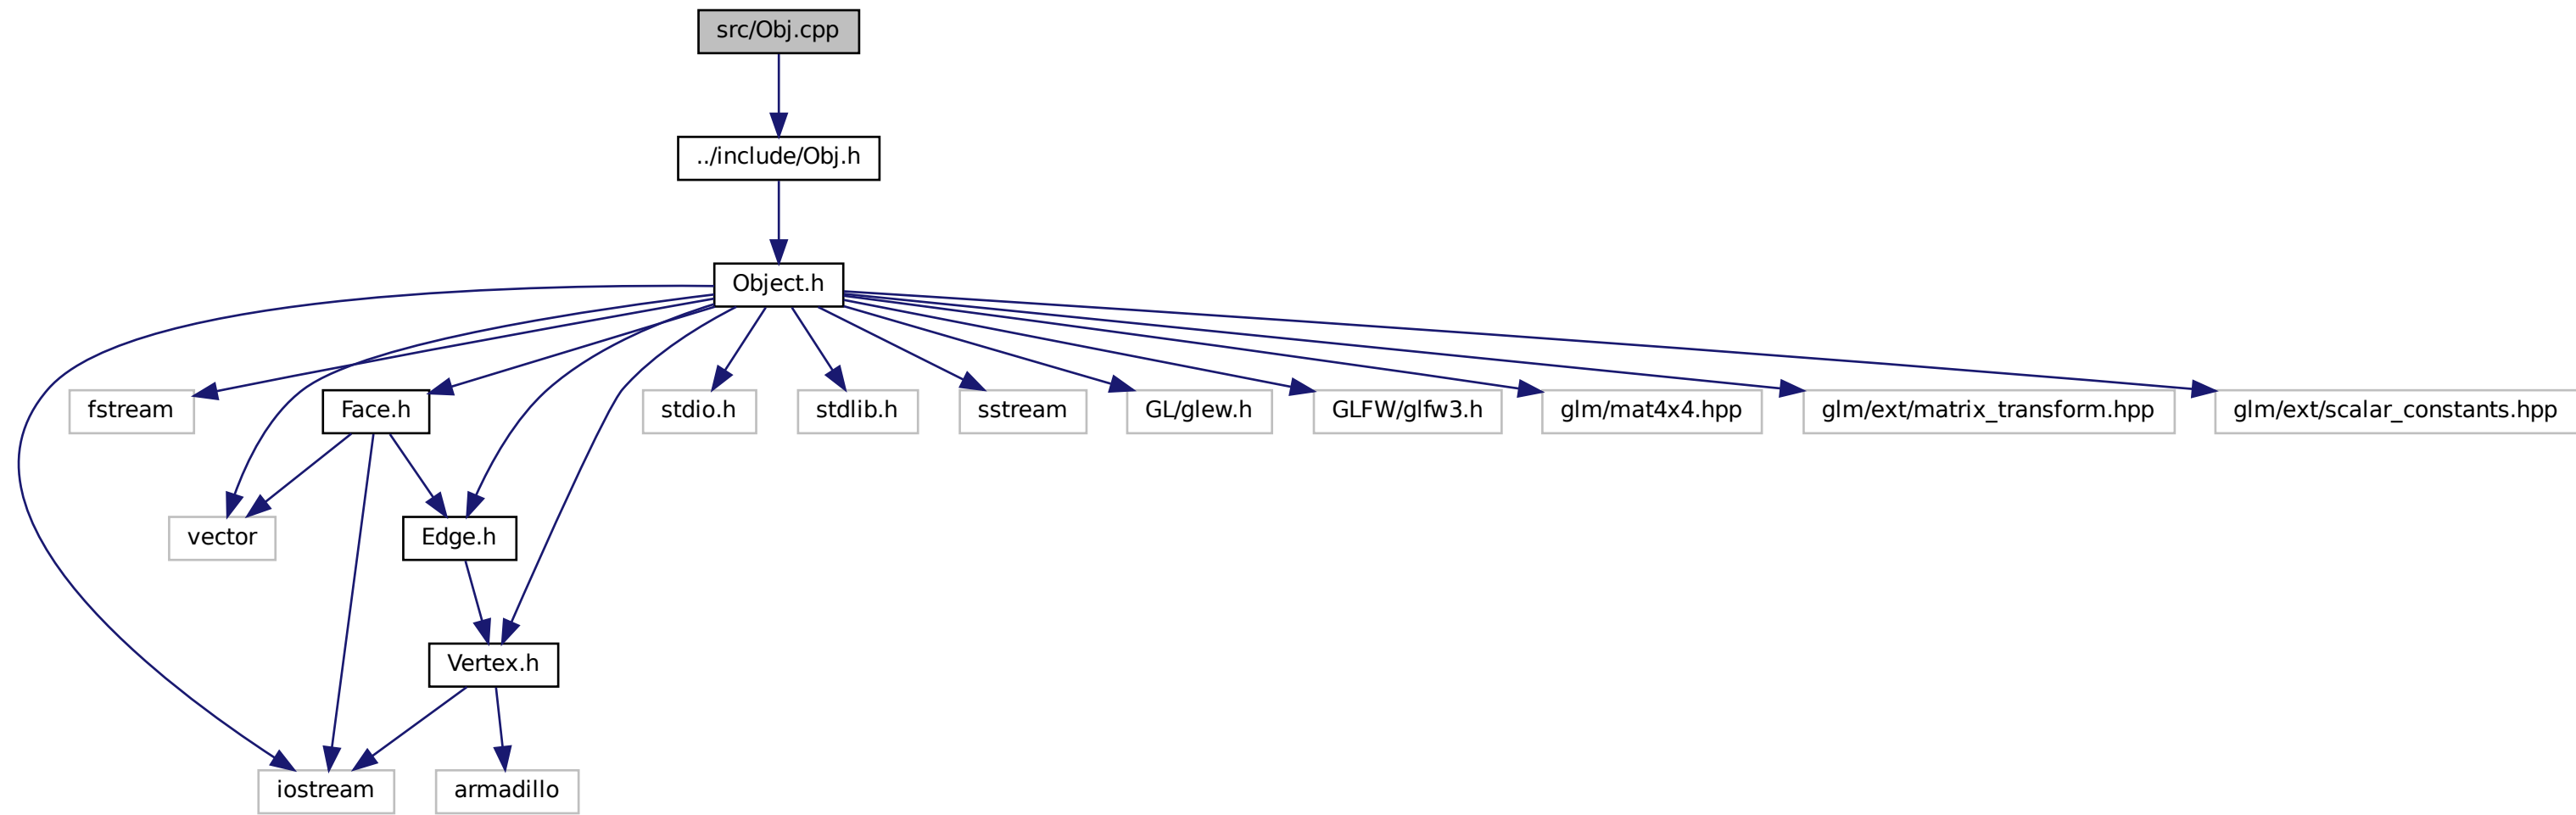 src/Obj.cpp
../include/Obj.h
Object.h
fstream
Face.h
stdio.h
stdlib.h
sstream
GL/glew.h
GLFW/glfw3.h
glm/mat4x4.hpp
glm/ext/matrix_transform.hpp
glm/ext/scalar_constants.hpp
vector
Edge.h
Vertex.h
iostream
armadillo